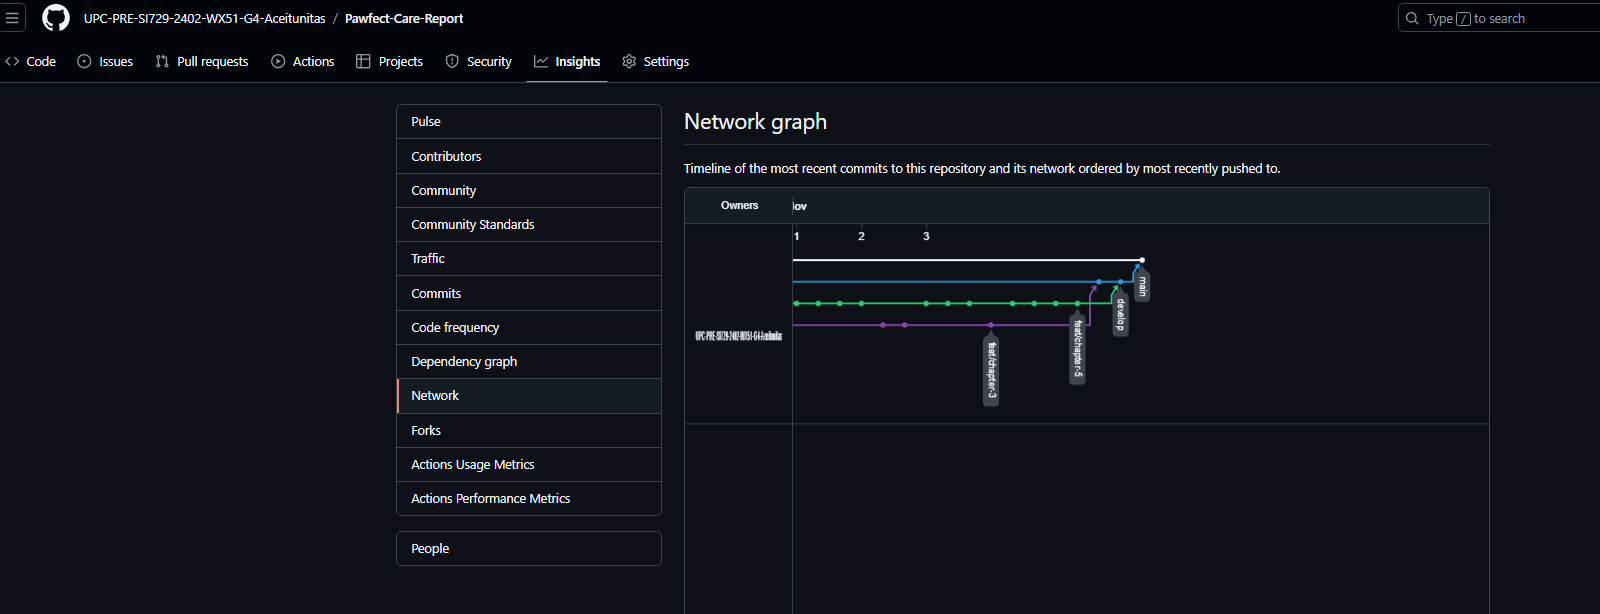 UPC-PRE-SI729-2402-WX51-G4-Aceitunitas / Pawfect-Care-Report
Type / to search
Code Issues Pull requests Actions Projects Security Insights Settings
Pulse
Contributors
Community
Community Standards
Traffic
Commits
Code frequency
Dependency graph
Network
Forks
Actions Usage Metrics
Actions Performance Metrics
People
Network graph
Timeline of the most recent commits to this repository and its network ordered by most recently pushed to.
Owners
ov
1 2 3
UPC-PRE-SI729-2402-WX51-G4-Aceitunitas
main
develop
feat/chapter-5
feat/chapter-3